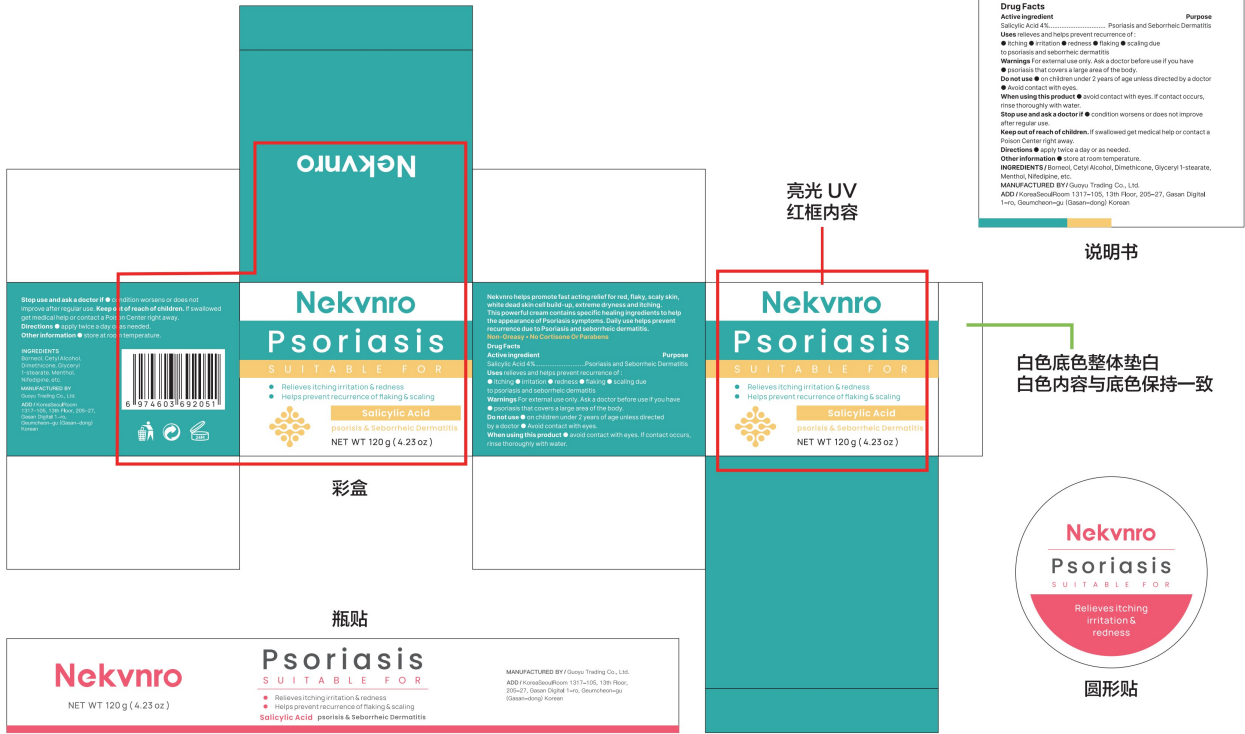 Drug Facts
Active ingredient Purpose
Salicylic Acid 4%............................. Psoriasis and Seborrheic Dermatitis
Uses relieves and helps prevent recurrence of :
● itching ● irritation ● redness ● flaking ● scaling due
to psoriasis and seborrheic dermatitis
Warnings For external use only. Ask a doctor before use if you have
● psoriasis that covers a large area of the body.
Do not use ● on children under 2 years of age unless directed by a doctor
● Avoid contact with eyes.
When using this product ● avoid contact with eyes. If contact occurs,
rinse thoroughly with water.
Stop use and ask a doctor if ● condition worsens or does not improve
after regular use.
Keep out of reach of children. If swallowed get medical help or contact a
Poison Center right away.
Directions ● apply twice a day or as needed.
Other information ● store at room temperature.
INGREDIENTS / Borneol, Cetyl Alcohol, Dimethicone, Glyceryl 1-stearate,
Menthol, Nifedipine, etc.
MANUFACTURED BY / Guoyu Trading Co., Ltd.
ADD / KoreaSeoulRoom 1317-105, 13th Floor, 205-27, Gasan Digital
1-ro, Geumcheon-gu (Gasan-dong) Korean
说明书
Nekvnro
亮光 UV
红框内容
Stop use and ask a doctor if ● condition worsens or does not
improve after regular use. Keep out of reach of children. If swallowed
get medical help or contact a Poison Center right away.
Directions ● apply twice a day or as needed.
Other information ● store at room temperature.
INGREDIENTS
Borneol, Cetyl Alcohol,
Dimethicone, Glyceryl
1-stearate, Menthol,
Nifedipine, etc.
MANUFACTURED BY
Guoyu Trading Co., Ltd.
ADD / KoreaSeoulRoom
1317-105, 13th Floor, 205-27,
Gasan Digital 1-ro,
Geumcheon-gu (Gasan-dong)
Korean
6 974603 692051
24M
Nekvnro
Psoriasis
SUITABLE FOR
● Relieves itching irritation & redness
● Helps prevent recurrence of flaking & scaling
Salicylic Acid
psorisis & Seborrheic Dermatitis
NET WT 120 g ( 4.23 oz )
彩盒
Nekvnro helps promote fast acting relief for red, flaky, scaly skin,
white dead skin cell build-up, extreme dryness and itching.
This powerful cream contains specific healing ingredients to help
the appearance of Psoriasis symptoms. Daily use helps prevent
recurrence due to Psoriasis and seborrheic dermatitis.
Non-Greasy • No Cortisone Or Parabens
Drug Facts
Active ingredient Purpose
Salicylic Acid 4%.........................Psoriasis and Seborrheic Dermatitis
Uses relieves and helps prevent recurrence of :
● itching ● irritation ● redness ● flaking ● scaling due
to psoriasis and seborrheic dermatitis
Warnings For external use only. Ask a doctor before use if you have
● psoriasis that covers a large area of the body.
Do not use ● on children under 2 years of age unless directed
by a doctor ● Avoid contact with eyes.
When using this product ● avoid contact with eyes. If contact occurs,
rinse thoroughly with water.
Nekvnro
Psoriasis
SUITABLE FOR
● Relieves itching irritation & redness
● Helps prevent recurrence of flaking & scaling
Salicylic Acid
psorisis & Seborrheic Dermatitis
NET WT 120 g ( 4.23 oz )
白色底色整体垫白
白色内容与底色保持一致
Nekvnro
Psoriasis
SUITABLE FOR
Relieves itching
irritation &
redness
圆形贴
瓶贴
Nekvnro
NET WT 120 g ( 4.23 oz )
Psoriasis
SUITABLE FOR
● Relieves itching irritation & redness
● Helps prevent recurrence of flaking & scaling
Salicylic Acid psorisis & Seborrheic Dermatitis
MANUFACTURED BY / Guoyu Trading Co., Ltd.
ADD / KoreaSeoulRoom 1317-105, 13th Floor,
205-27, Gasan Digital 1-ro, Geumcheon-gu
(Gasan-dong) Korean